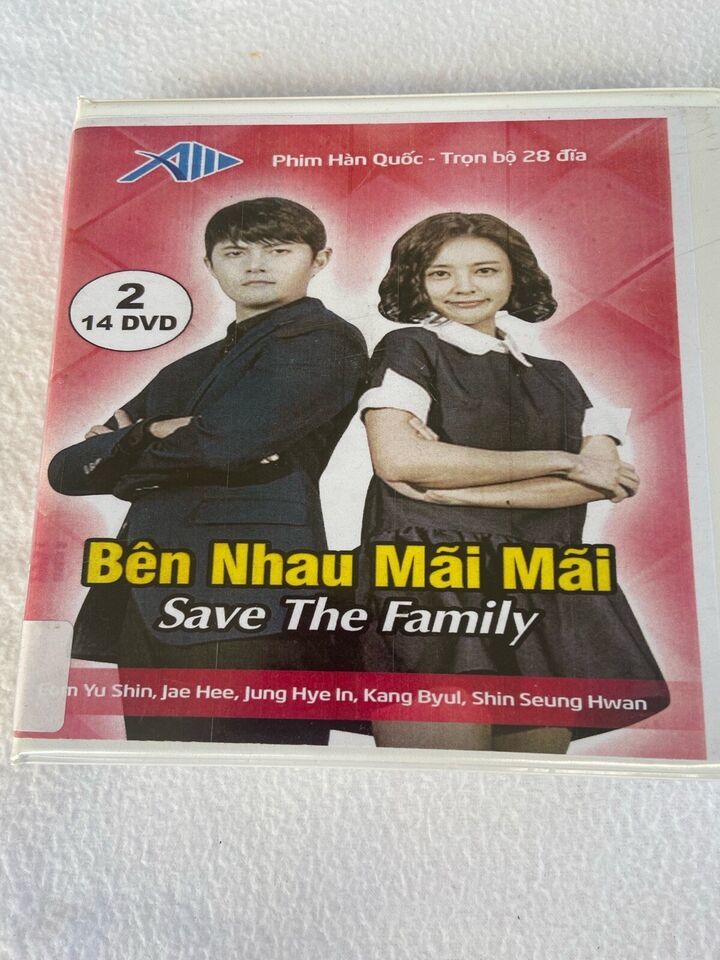 Phim Hàn Quốc - Trọn bộ 28 đĩa
2
14 DVD
Bên Nhau Mãi Mãi
Save The Family
Yu Shin, Jae Hee, Jung Hye In, Kang Byul, Shin Seung Hwan